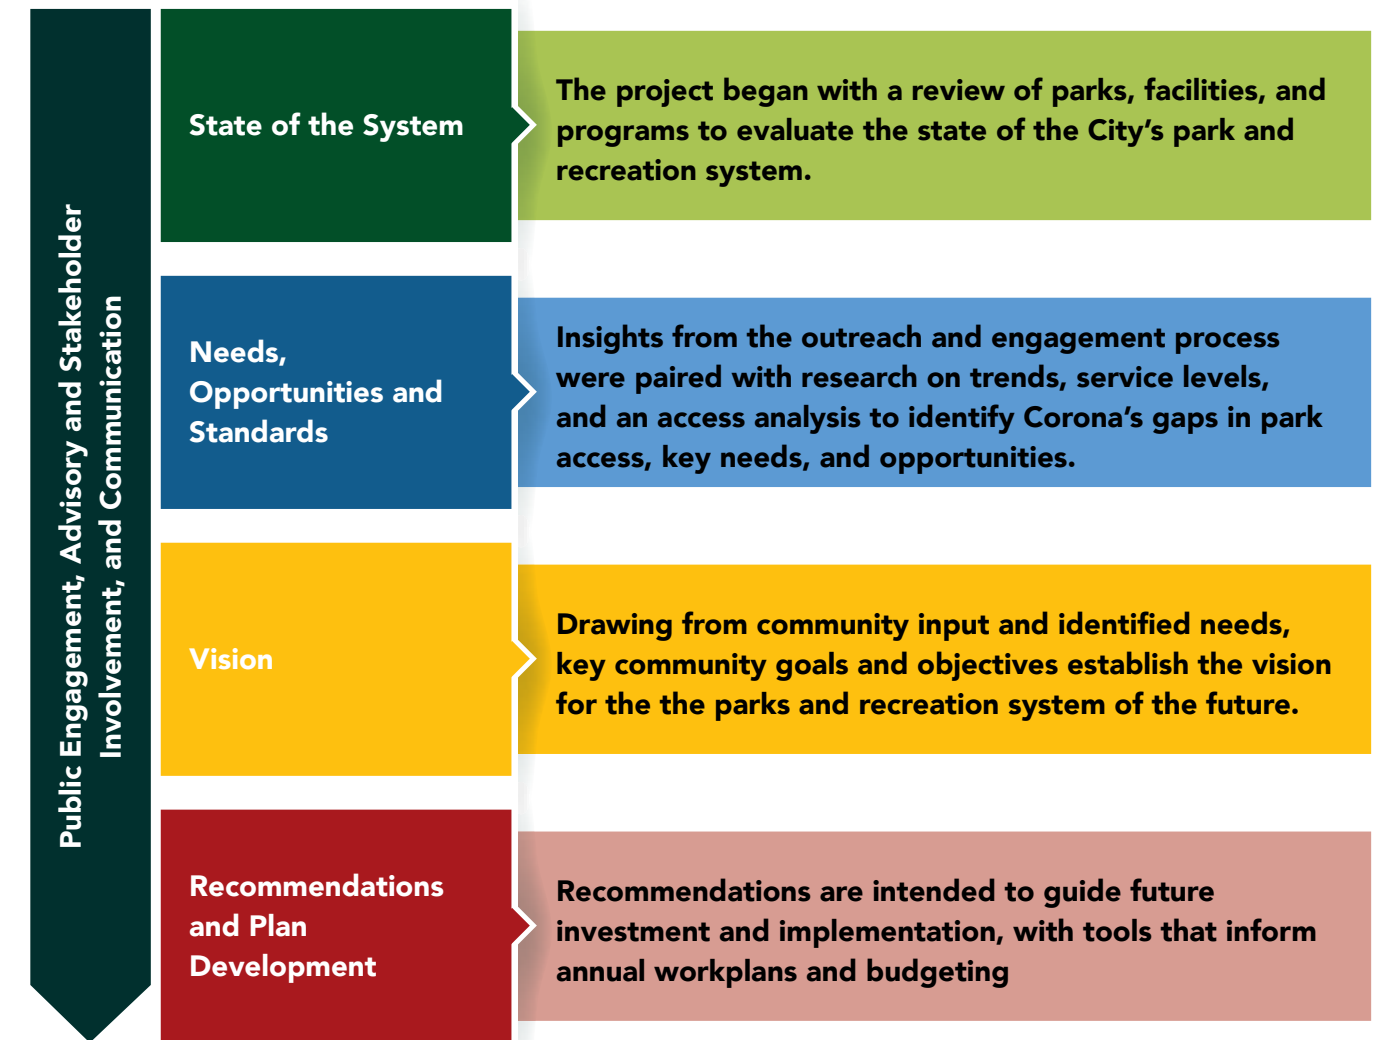 Public Engagement, Advisory and Stakeholder
Involvement, and Communication
State of the System
The project began with a review of parks, facilities, and
programs to evaluate the state of the City’s park and
recreation system.
Needs,
Opportunities and
Standards
Insights from the outreach and engagement process
were paired with research on trends, service levels,
and an access analysis to identify Corona’s gaps in park
access, key needs, and opportunities.
Vision
Drawing from community input and identified needs,
key community goals and objectives establish the vision
for the the parks and recreation system of the future.
Recommendations
and Plan
Development
Recommendations are intended to guide future
investment and implementation, with tools that inform
annual workplans and budgeting